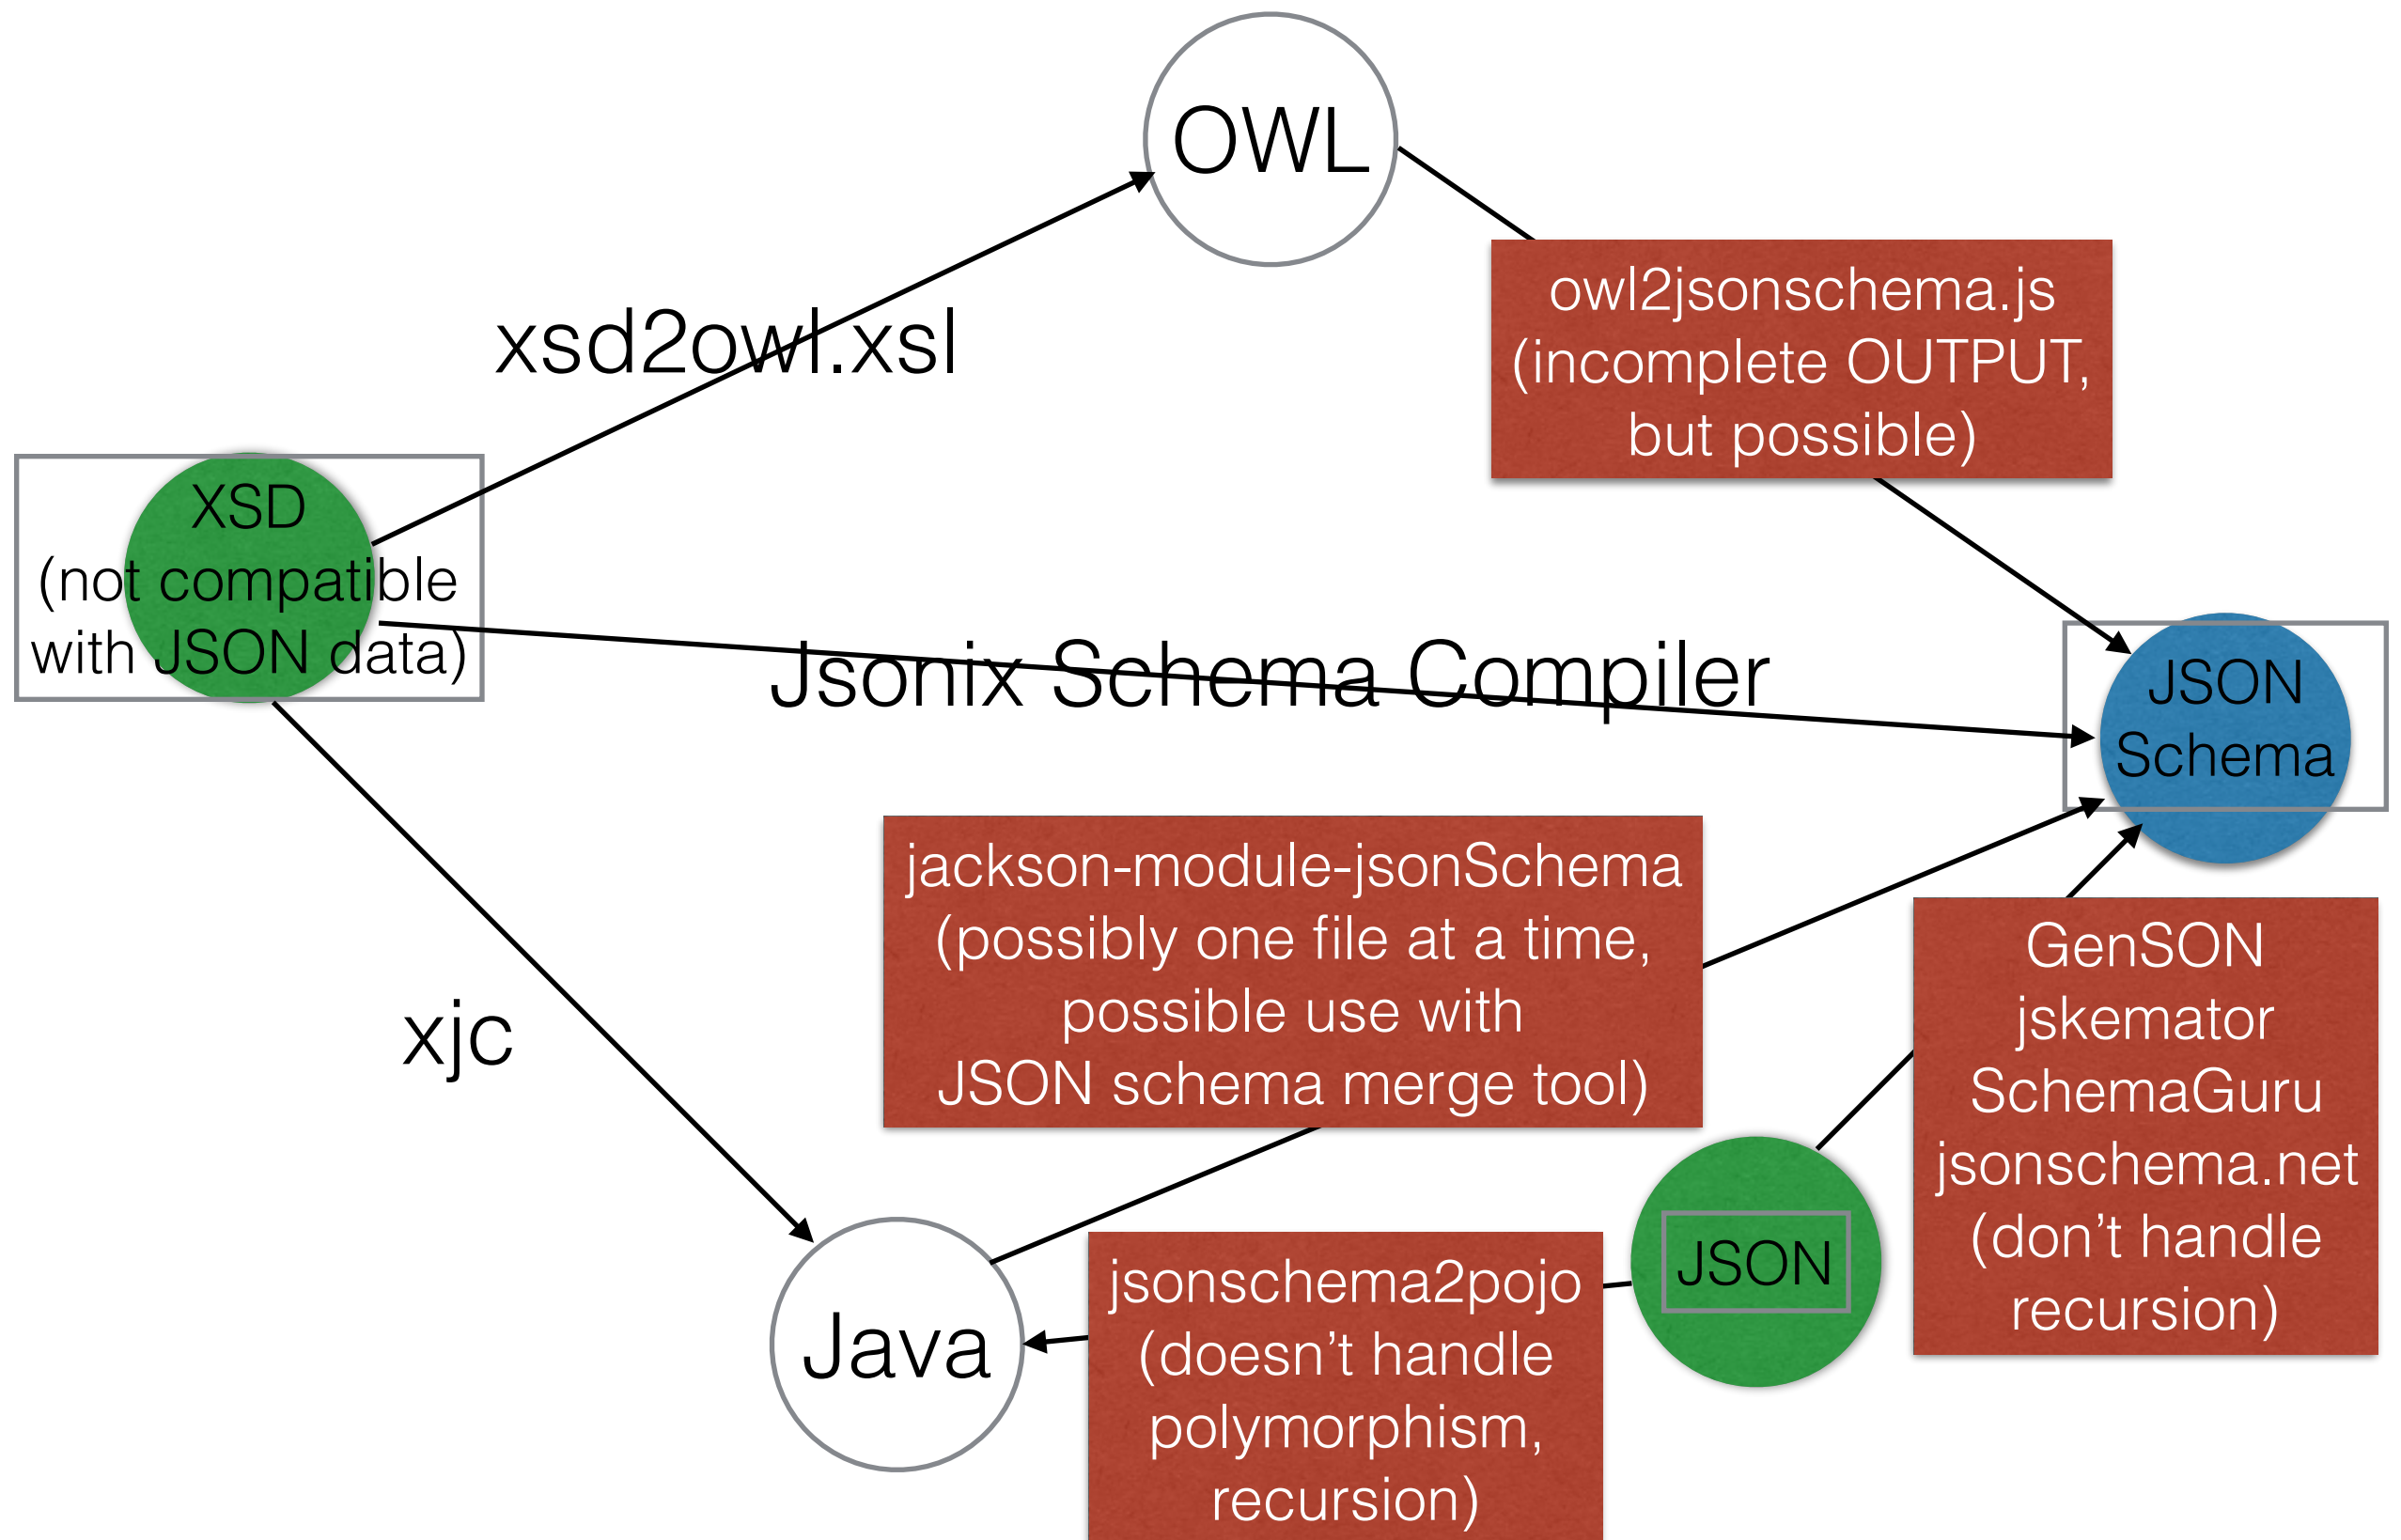 OWL
xsd2owl.xsl
owl2jsonschema.js
(incomplete OUTPUT,
but possible)
XSD
(not compatible
with JSON data)
Jsonix Schema Compiler
JSON
Schema
jackson-module-jsonSchema
(possibly one file at a time,
possible use with
JSON schema merge tool)
xjc
GenSON
jskemator
SchemaGuru
jsonschema.net
(don’t handle
recursion)
JSON
Java
jsonschema2pojo
(doesn’t handle
polymorphism,
recursion)